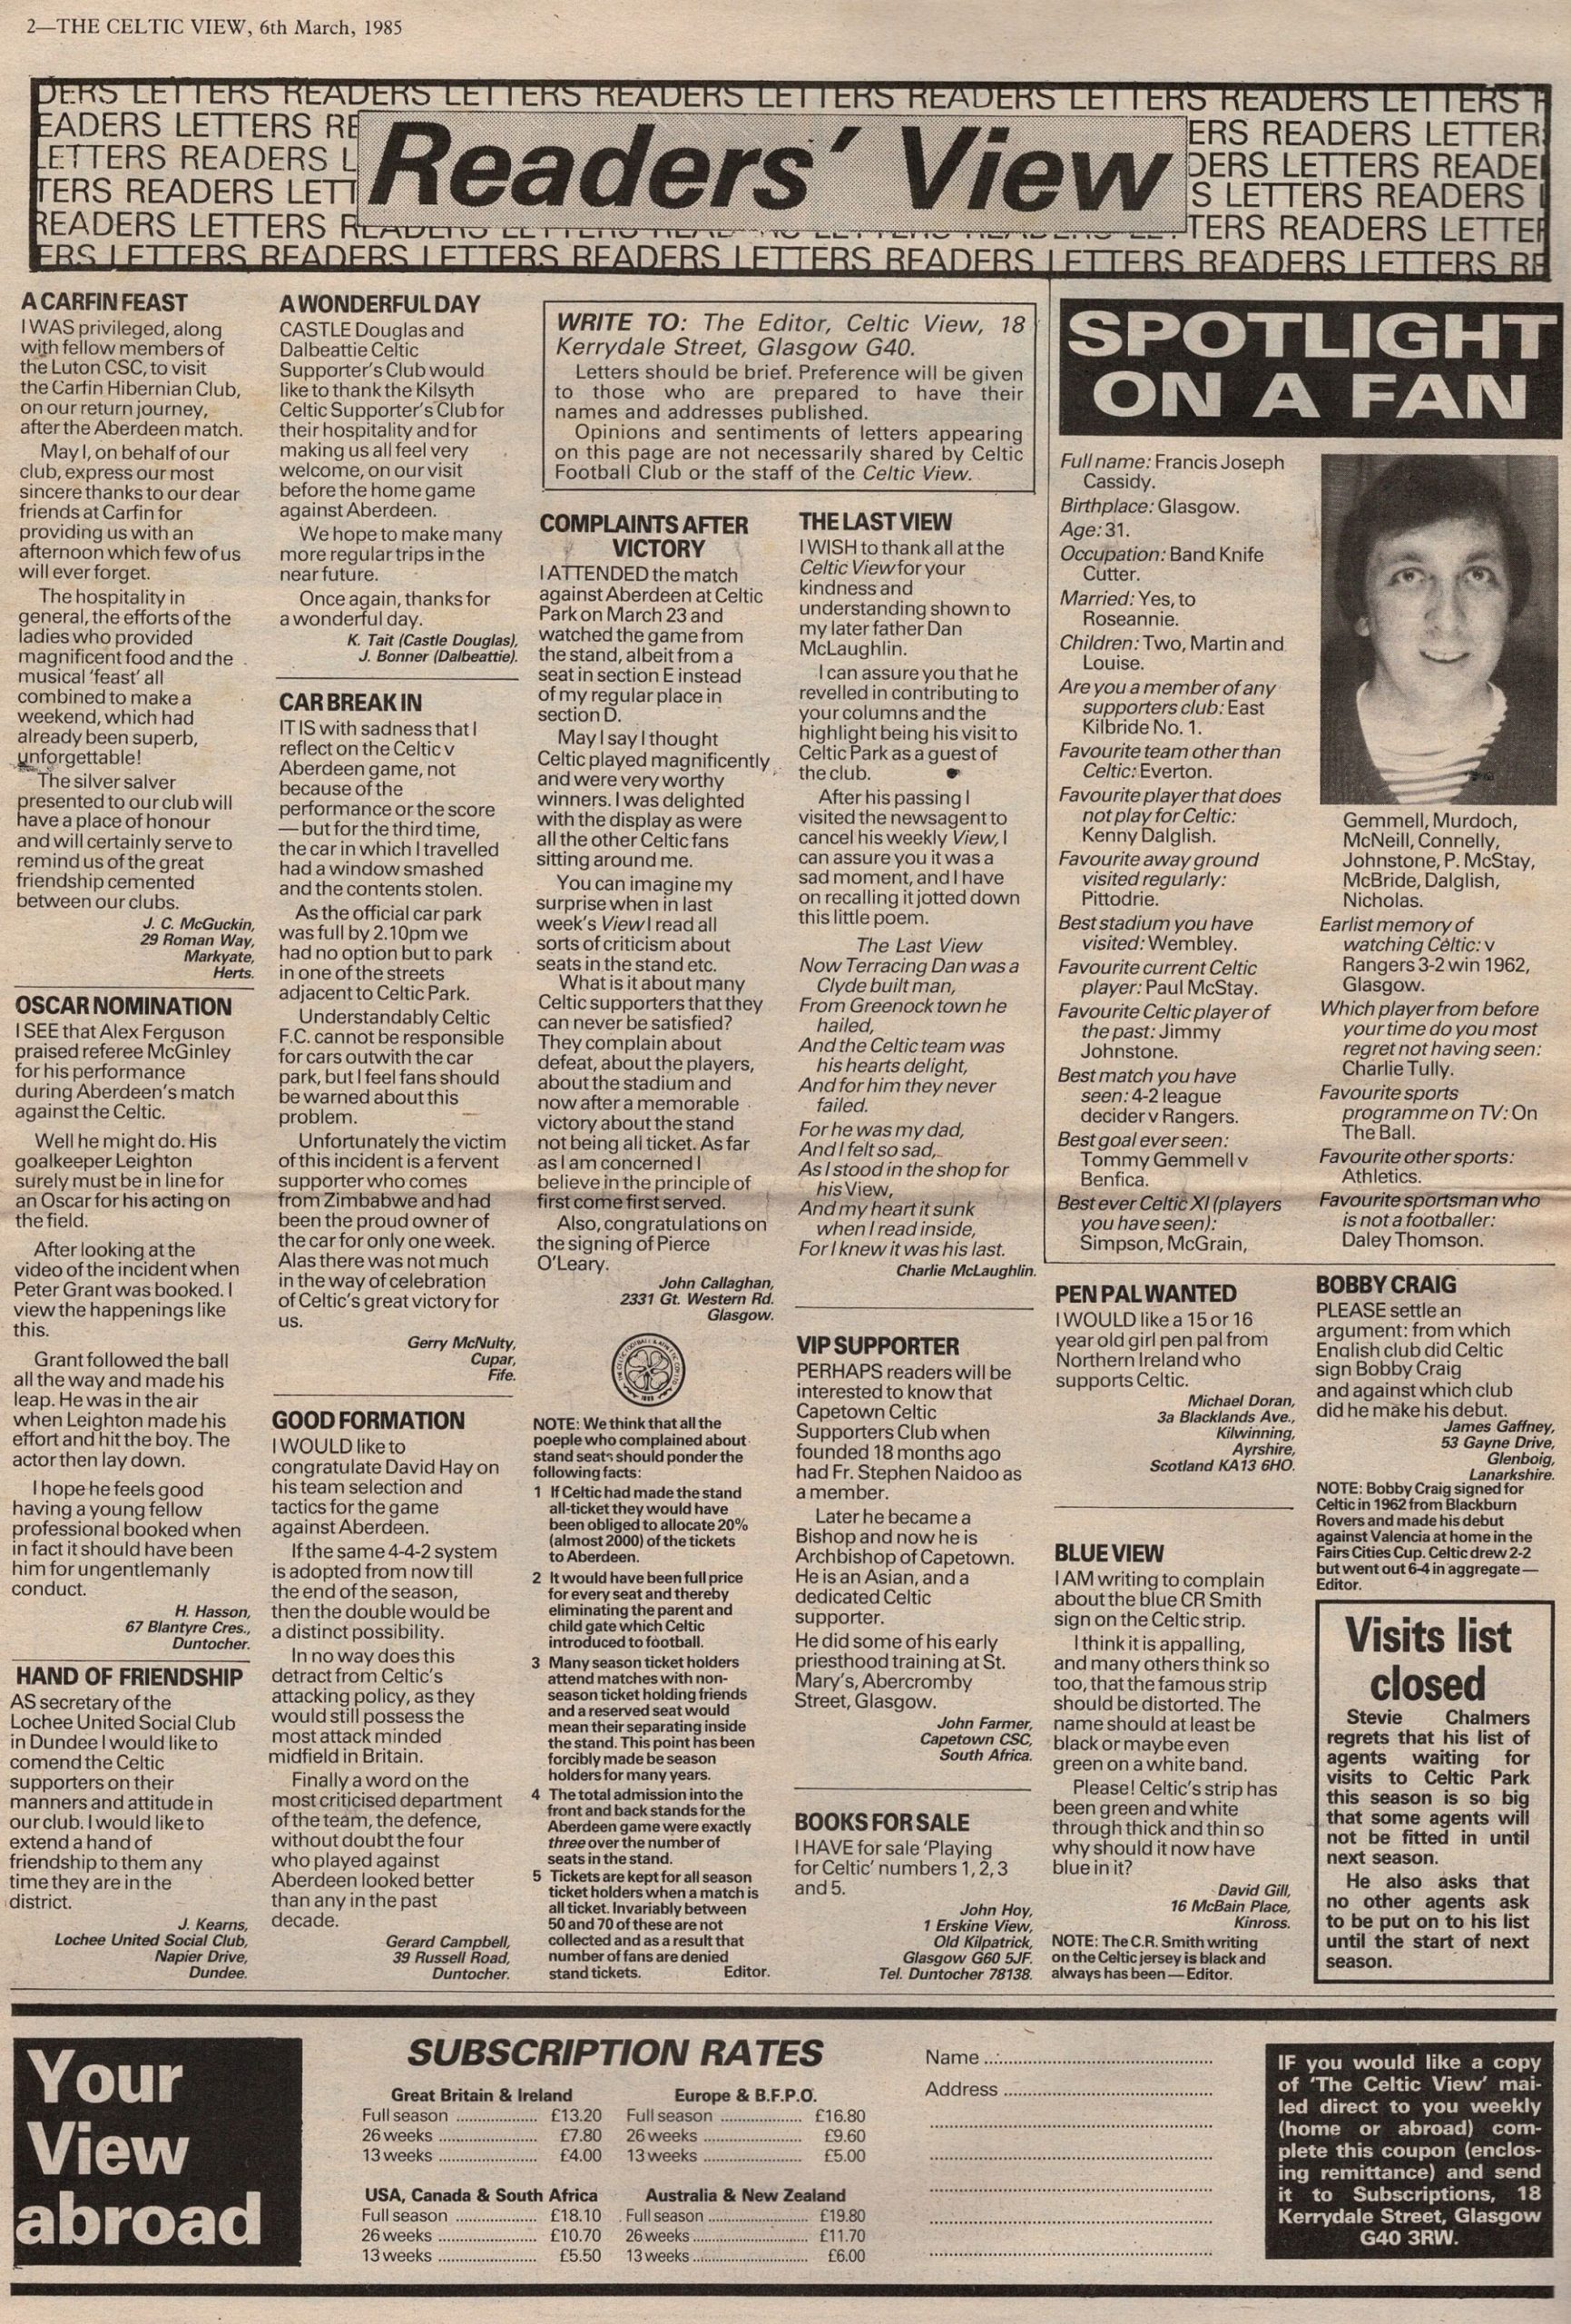 2—THE CELTIC VIEW, 6th March, 1985
DERS LETTERS READERS LETTERS READERS LETTERS READERS LETTERS READERS LETTERS R
EADERS LETTERS RE
ERS READERS LETTER
LETTERS READERS L
DERS LETTERS READE
TERS READERS LETT
S LETTERS READERS L
READERS LETTERS
TERS READERS LETTER
ERS LETTERS READERS LETTERS READERS LETTERS READERS LETTERS READERS LETTERS RE
Readers' View
A CARFIN FEAST
I WAS privileged, along
with fellow members of
the Luton CSC, to visit
the Carfin Hibernian Club,
on our return journey,
after the Aberdeen match.
May I, on behalf of our
club, express our most
sincere thanks to our dear
friends at Carfin for
providing us with an
afternoon which few of us
will ever forget.
The hospitality in
general, the efforts of the
ladies who provided
magnificent food and the
musical 'feast' all
combined to make a
weekend, which had
already been superb,
unforgettable!
The silver salver
presented to our club will
have a place of honour
and will certainly serve to
remind us of the great
friendship cemented
between our clubs.
J. C. McGuckin,
29 Roman Way,
Markyate,
Herts.
OSCAR NOMINATION
I SEE that Alex Ferguson
praised referee McGinley
for his performance
during Aberdeen's match
against the Celtic.
Well he might do. His
goalkeeper Leighton
surely must be in line for
an Oscar for his acting on
the field.
After looking at the
video of the incident when
Peter Grant was booked. I
view the happenings like
this.
Grant followed the ball
all the way and made his
leap. He was in the air
when Leighton made his
effort and hit the boy. The
actor then lay down.
I hope he feels good
having a young fellow
professional booked when
in fact it should have been
him for ungentlemanly
conduct.
H. Hasson,
67 Blantyre Cres.,
Duntocher.
HAND OF FRIENDSHIP
AS secretary of the
Lochee United Social Club
in Dundee I would like to
comend the Celtic
supporters on their
manners and attitude in
our club. I would like to
extend a hand of
friendship to them any
time they are in the
district.
J. Kearns,
Lochee United Social Club,
Napier Drive,
Dundee.
A WONDERFUL DAY
CASTLE Douglas and
Dalbeattie Celtic
Supporter's Club would
like to thank the Kilsyth
Celtic Supporter's Club for
their hospitality and for
making us all feel very
welcome, on our visit
before the home game
against Aberdeen.
We hope to make many
more regular trips in the
near future.
Once again, thanks for
a wonderful day.
K. Tait (Castle Douglas),
J. Bonner (Dalbeattie).
CAR BREAK IN
IT IS with sadness that I
reflect on the Celtic v
Aberdeen game, not
because of the
performance or the score
— but for the third time,
the car in which I travelled
had a window smashed
and the contents stolen.
As the official car park
was full by 2.10pm we
had no option but to park
in one of the streets
adjacent to Celtic Park.
Understandably Celtic
F.C. cannot be responsible
for cars outwith the car
park, but I feel fans should
be warned about this
problem.
Unfortunately the victim
of this incident is a fervent
supporter who comes
from Zimbabwe and had
been the proud owner of
the car for only one week.
Alas there was not much
in the way of celebration
of Celtic's great victory for
us.
Gerry McNulty,
Cupar,
Fife.
GOOD FORMATION
I WOULD like to
congratulate David Hay on
his team selection and
tactics for the game
against Aberdeen.
If the same 4-4-2 system
is adopted from now till
the end of the season,
then the double would be
a distinct possibility.
In no way does this
detract from Celtic's
attacking policy, as they
would still possess the
most attack minded
midfield in Britain.
Finally a word on the
most criticised department
of the team, the defence,
without doubt the four
who played against
Aberdeen looked better
than any in the past
decade.
Gerard Campbell,
39 Russell Road,
Duntocher.
WRITE TO: The Editor, Celtic View, 18
Kerrydale Street, Glasgow G40.
Letters should be brief. Preference will be given
to those who are prepared to have their
names and addresses published.
Opinions and sentiments of letters appearing
on this page are not necessarily shared by Celtic
Football Club or the staff of the Celtic View.
COMPLAINTS AFTER
VICTORY
I ATTENDED the match
against Aberdeen at Celtic
Park on March 23 and
watched the game from
the stand, albeit from a
seat in section E instead
of my regular place in
section D.
May I say I thought
Celtic played magnificently
and were very worthy
winners. I was delighted
with the display as were
all the other Celtic fans
sitting around me.
You can imagine my
surprise when in last
week's View I read all
sorts of criticism about
seats in the stand etc.
What is it about many
Celtic supporters that they
can never be satisfied?
They complain about
defeat, about the players,
about the stadium and
now after a memorable
victory about the stand
not being all ticket. As far
as I am concerned I
believe in the principle of
first come first served.
Also, congratulations on
the signing of Pierce
O'Leary.
John Callaghan,
2331 Gt. Western Rd.
Glasgow.
NOTE: We think that all the
poeple who complained about
stand seats should ponder the
following facts:
1 If Celtic had made the stand
all-ticket they would have
been obliged to allocate 20%
(almost 2000) of the tickets
to Aberdeen.
2 It would have been full price
for every seat and thereby
eliminating the parent and
child gate which Celtic
introduced to football.
3 Many season ticket holders
attend matches with non-
season ticket holding friends
and a reserved seat would
mean their separating inside
the stand. This point has been
forcibly made be season
holders for many years.
4 The total admission into the
front and back stands for the
Aberdeen game were exactly
three over the number of
seats in the stand.
5 Tickets are kept for all season
ticket holders when a match is
all ticket. Invariably between
50 and 70 of these are not
collected and as a result that
number of fans are denied
stand tickets. Editor.
THE LAST VIEW
I WISH to thank all at the
Celtic View for your
kindness and
understanding shown to
my later father Dan
McLaughlin.
I can assure you that he
revelled in contributing to
your columns and the
highlight being his visit to
Celtic Park as a guest of
the club.
After his passing I
visited the newsagent to
cancel his weekly View, I
can assure you it was a
sad moment, and I have
on recalling it jotted down
this little poem.
The Last View
Now Terracing Dan was a
Clyde built man,
From Greenock town he
hailed,
And the Celtic team was
his hearts delight,
And for him they never
failed.
For he was my dad,
And I felt so sad,
As I stood in the shop for
his View,
And my heart it sunk
when I read inside,
For I knew it was his last.
Charlie McLaughlin.
VIP SUPPORTER
PERHAPS readers will be
interested to know that
Capetown Celtic
Supporters Club when
founded 18 months ago
had Fr. Stephen Naidoo as
a member.
Later he became a
Bishop and now he is
Archbishop of Capetown.
He is an Asian, and a
dedicated Celtic
supporter.
He did some of his early
priesthood training at St.
Mary's, Abercromby
Street, Glasgow.
John Farmer,
Capetown CSC,
South Africa.
BOOKS FOR SALE
I HAVE for sale 'Playing
for Celtic' numbers 1, 2, 3
and 5.
John Hoy,
1 Erskine View,
Old Kilpatrick,
Glasgow G60 5JF.
Tel. Duntocher 78138.
SPOTLIGHT
ON A FAN
Full name: Francis Joseph
Cassidy.
Birthplace: Glasgow.
Age: 31.
Occupation: Band Knife
Cutter.
Married: Yes, to
Roseannie.
Children: Two, Martin and
Louise.
Are you a member of any
supporters club: East
Kilbride No. 1.
Favourite team other than
Celtic: Everton.
Favourite player that does
not play for Celtic:
Kenny Dalglish.
Favourite away ground
visited regularly:
Pittodrie.
Best stadium you have
visited: Wembley.
Favourite current Celtic
player: Paul McStay.
Favourite Celtic player of
the past: Jimmy
Johnstone.
Best match you have
seen: 4-2 league
decider v Rangers.
Best goal ever seen:
Tommy Gemmell v
Benfica.
Best ever Celtic XI (players
you have seen):
Simpson, McGrain,
Gemmell, Murdoch,
McNeill, Connelly,
Johnstone, P. McStay,
McBride, Dalglish,
Nicholas.
Earlist memory of
watching Celtic: v
Rangers 3-2 win 1962,
Glasgow.
Which player from before
your time do you most
regret not having seen:
Charlie Tully.
Favourite sports
programme on TV: On
The Ball.
Favourite other sports:
Athletics.
Favourite sportsman who
is not a footballer:
Daley Thomson.
PEN PAL WANTED
I WOULD like a 15 or 16
year old girl pen pal from
Northern Ireland who
supports Celtic.
Michael Doran,
3a Blacklands Ave.,
Kilwinning,
Ayrshire,
Scotland KA13 6HO.
BLUE VIEW
I AM writing to complain
about the blue CR Smith
sign on the Celtic strip.
I think it is appalling,
and many others think so
too, that the famous strip
should be distorted. The
name should at least be
black or maybe even
green on a white band.
Please! Celtic's strip has
been green and white
through thick and thin so
why should it now have
blue in it?
David Gill,
16 McBain Place,
Kinross.
NOTE: The C.R. Smith writing
on the Celtic jersey is black and
always has been — Editor.
BOBBY CRAIG
PLEASE settle an
argument: from which
English club did Celtic
sign Bobby Craig
and against which club
did he make his debut.
James Gaffney,
53 Gayne Drive,
Glenboig,
Lanarkshire.
NOTE: Bobby Craig signed for
Celtic in 1962 from Blackburn
Rovers and made his debut
against Valencia at home in the
Fairs Cities Cup. Celtic drew 2-2
but went out 6-4 in aggregate —
Editor.
Visits list
closed
Stevie Chalmers
regrets that his list of
agents waiting for
visits to Celtic Park
this season is so big
that some agents will
not be fitted in until
next season.
He also asks that
no other agents ask
to be put on to his list
until the start of next
season.
Your
View
abroad
SUBSCRIPTION RATES
Great Britain & Ireland
Full season .................. £13.20
26 weeks ...................... £7.80
13 weeks ...................... £4.00
Europe & B.F.P.O.
Full season .................. £16.80
26 weeks ...................... £9.60
13 weeks ...................... £5.00
USA, Canada & South Africa
Full season .................. £18.10
26 weeks ...................... £10.70
13 weeks ...................... £5.50
Australia & New Zealand
Full season .................. £19.80
26 weeks ...................... £11.70
13 weeks ...................... £6.00
Name ..................................................
Address ..................................................
IF you would like a copy
of 'The Celtic View' mai-
led direct to you weekly
(home or abroad) com-
plete this coupon (enclos-
ing remittance) and send
it to Subscriptions, 18
Kerrydale Street, Glasgow
G40 3RW.